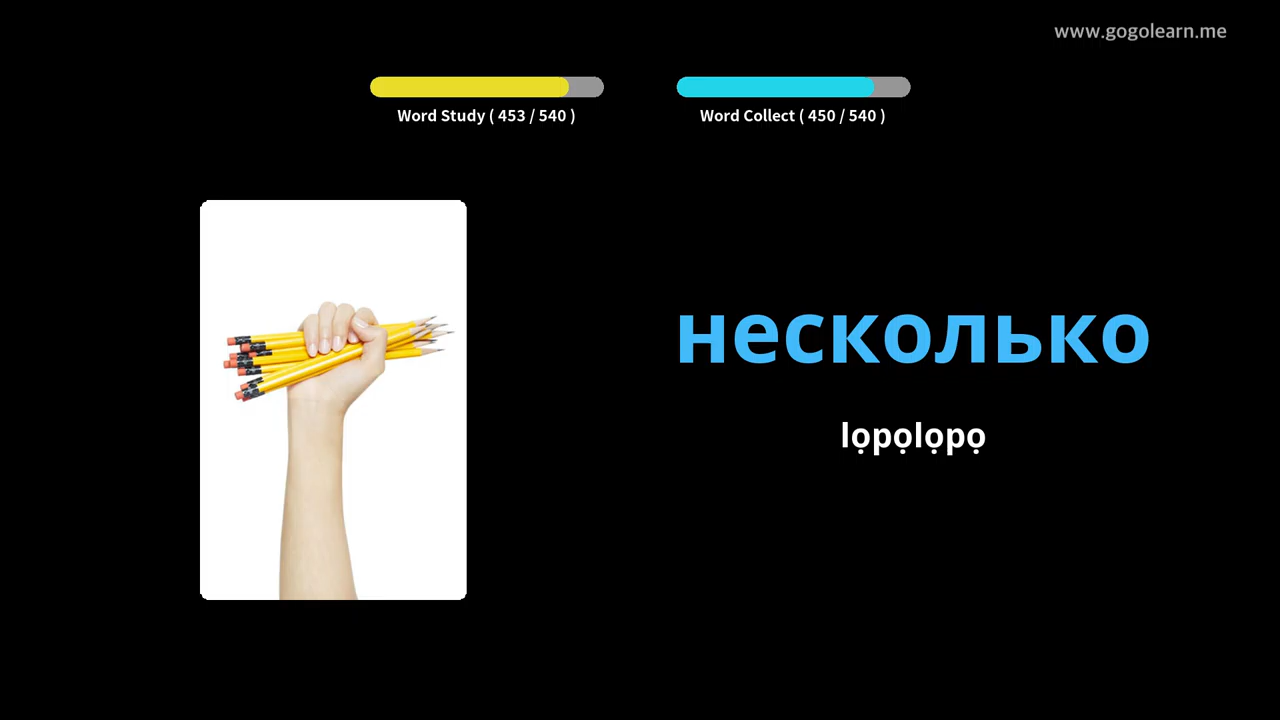 www.gogolearn.me
Word Study ( 453 / 540 )
Word Collect ( 450 / 540 )
несколько
lọpọlọpọ